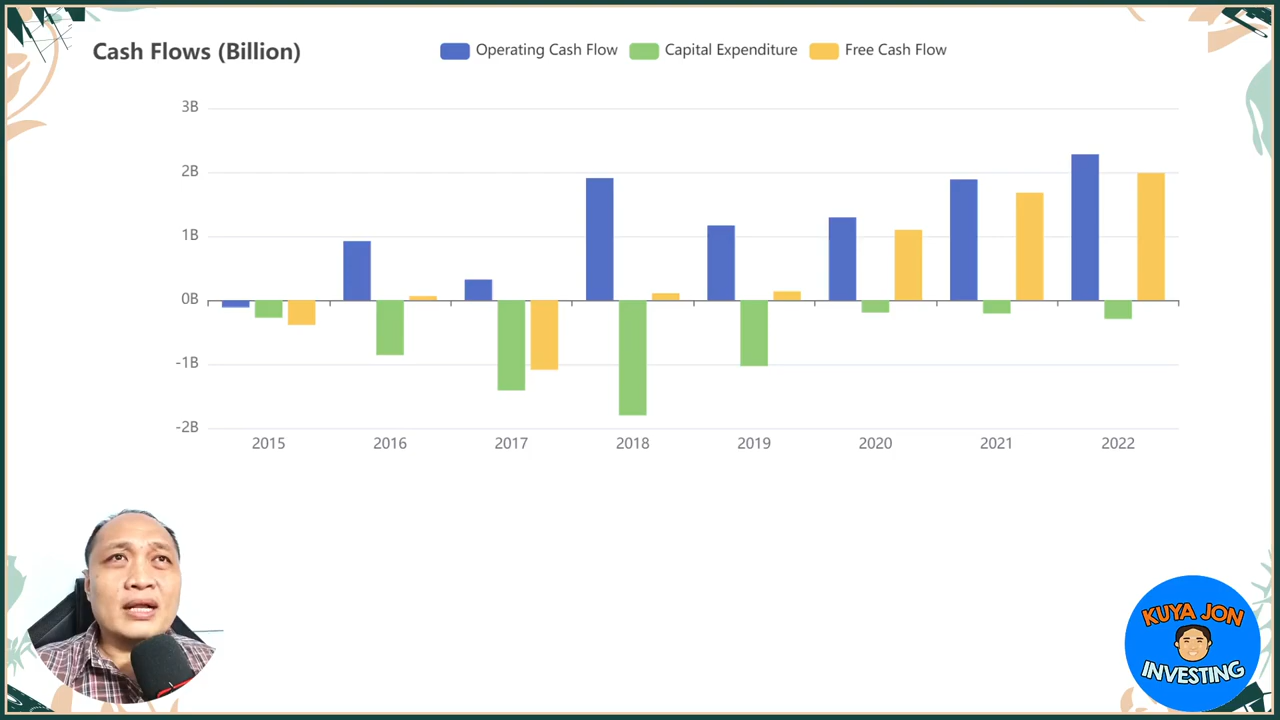 Cash Flows (Billion)
Operating Cash Flow Capital Expenditure Free Cash Flow
3B
2B
1B
0B
-1B
-2B
2015 2016 2017 2018 2019 2020 2021 2022
KUYA JON
INVESTING